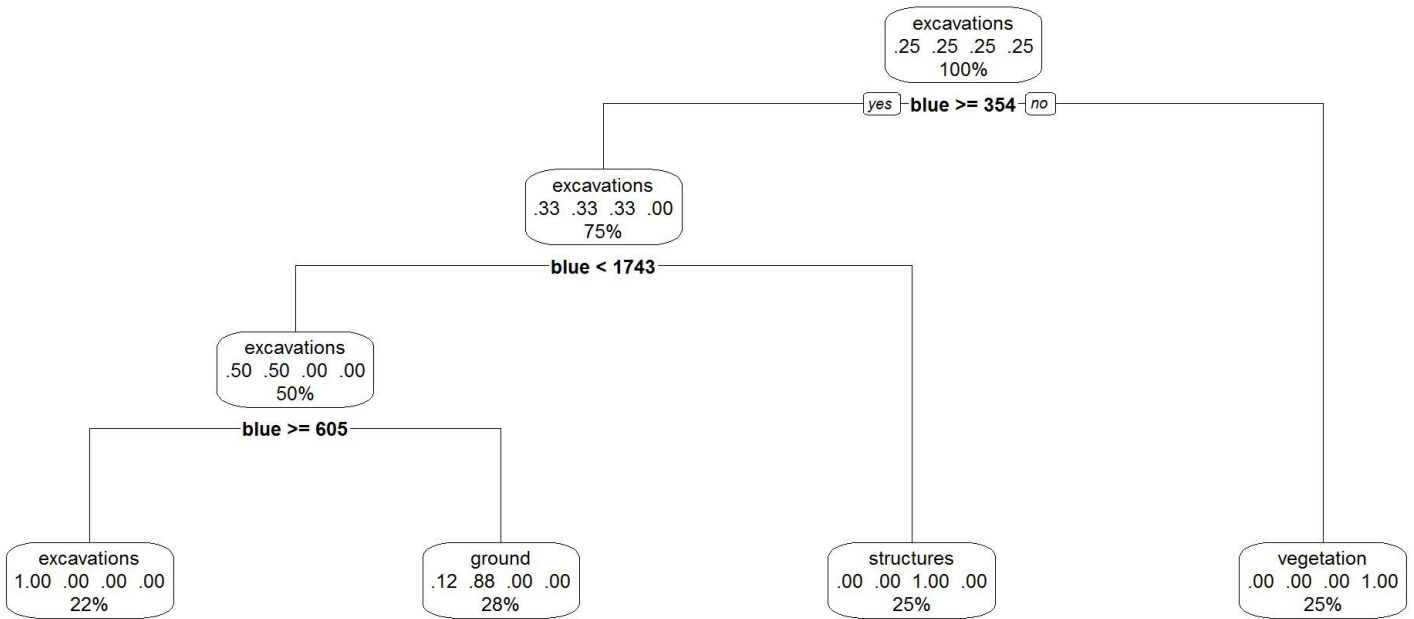 excavations
.25 .25 .25 .25
100%
yes blue >= 354 no
excavations
.33 .33 .33 .00
75%
blue < 1743
excavations
.50 .50 .00 .00
50%
blue >= 605
excavations
1.00 .00 .00 .00
22%
ground
.12 .88 .00 .00
28%
structures
.00 .00 1.00 .00
25%
vegetation
.00 .00 .00 1.00
25%